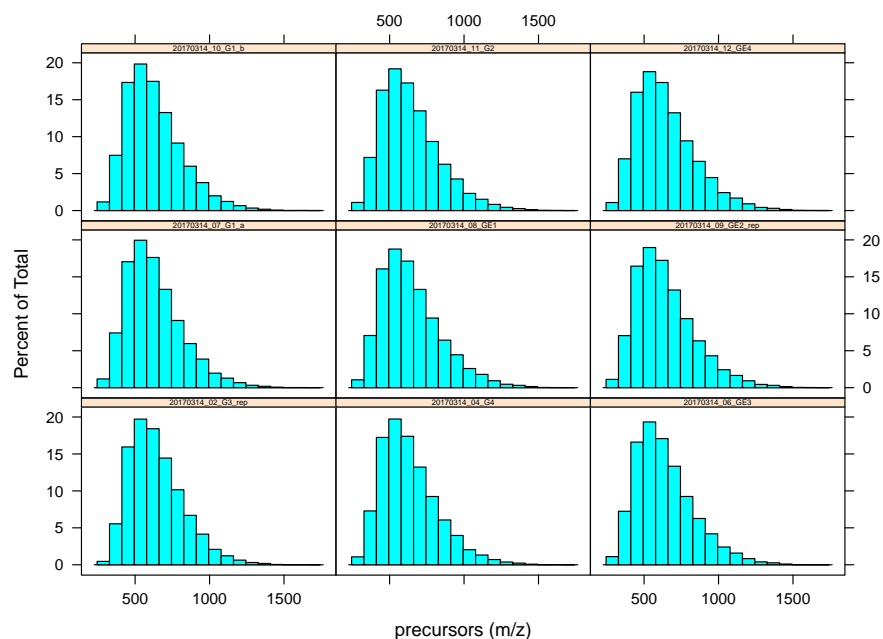 500 1000 1500
20170314_10_G1_b 20170314_11_G2 20170314_12_GE4
20
15
10
5
0
20170314_07_G1_a 20170314_08_GE1 20170314_09_GE2_rep
20
15
10
5
0
20170314_02_G3_rep 20170314_04_G4 20170314_06_GE3
20
15
10
5
0
500 1000 1500 500 1000 1500
Percent of Total
precursors (m/z)